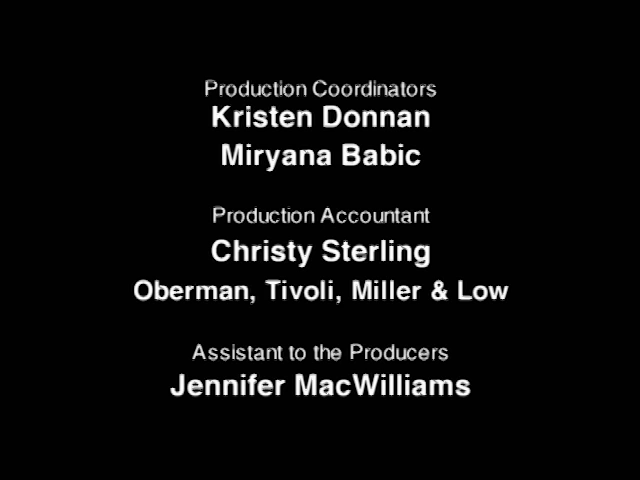 Production Coordinators
Kristen Donnan
Miryana Babic
Production Accountant
Christy Sterling
Oberman, Tivoli, Miller & Low
Assistant to the Producers
Jennifer MacWilliams